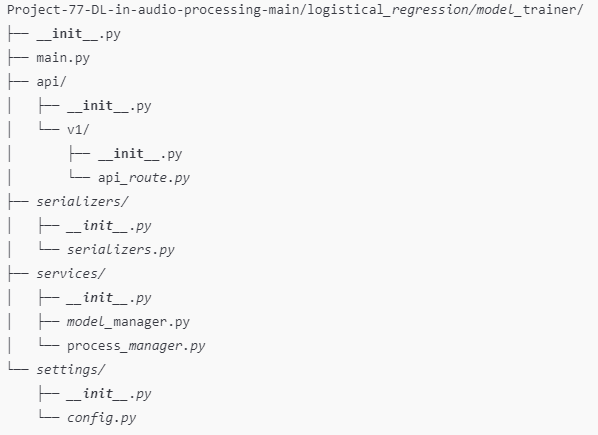 Project-77-DL-in-audio-processing-main/logistical_regression/model_trainer/
├── __init__.py
├── main.py
├── api/
│   ├── __init__.py
│   └── v1/
│       ├── __init__.py
│       └── api_route.py
├── serializers/
│   ├── __init__.py
│   └── serializers.py
├── services/
│   ├── __init__.py
│   ├── model_manager.py
│   └── process_manager.py
└── settings/
    ├── __init__.py
    └── config.py